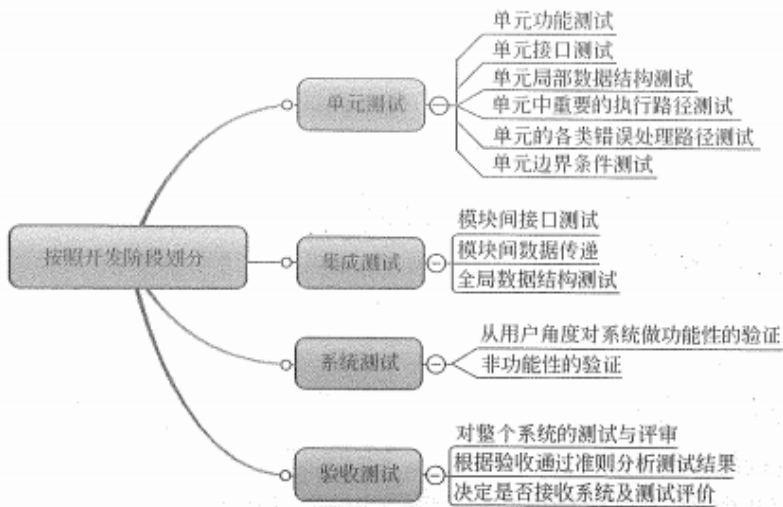 单元功能测试
单元接口测试
单元局部数据结构测试
单元测试
单元中重要的执行路径测试
单元的各类错误处理路径测试
单元边界条件测试
模块间接口测试
按照开发阶段划分
集成测试
模块间数据传递
全局数据结构测试
从用户角度对系统做功能性的验证
系统测试
非功能性的验证
对整个系统的测试与评审
验收测试
根据验收通过准则分析测试结果
决定是否接收系统及测试评价